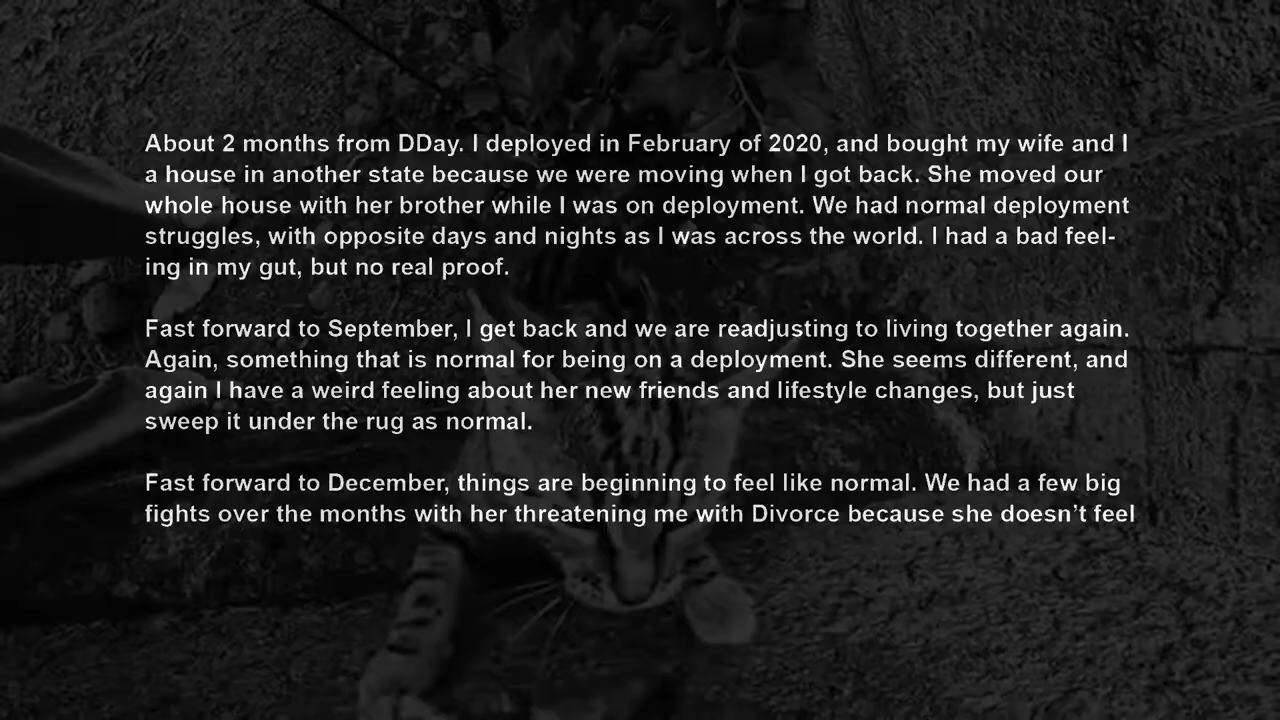 About 2 months from DDay. I deployed in February of 2020, and bought my wife and I
a house in another state because we were moving when I got back. She moved our
whole house with her brother while I was on deployment. We had normal deployment
struggles, with opposite days and nights as I was across the world. I had a bad feel-
ing in my gut, but no real proof.
Fast forward to September, I get back and we are readjusting to living together again.
Again, something that is normal for being on a deployment. She seems different, and
again I have a weird feeling about her new friends and lifestyle changes, but just
sweep it under the rug as normal.
Fast forward to December, things are beginning to feel like normal. We had a few big
fights over the months with her threatening me with Divorce because she doesn’t feel